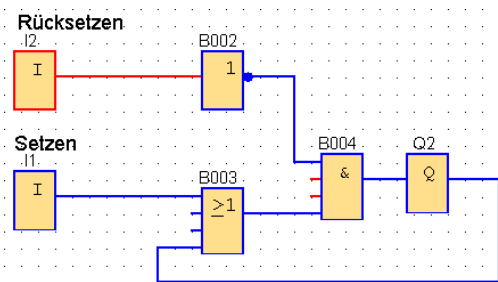 Rücksetzen
I2
B002
I
1
Setzen
I1
B004
Q2
B003
I
&
Q
≥1